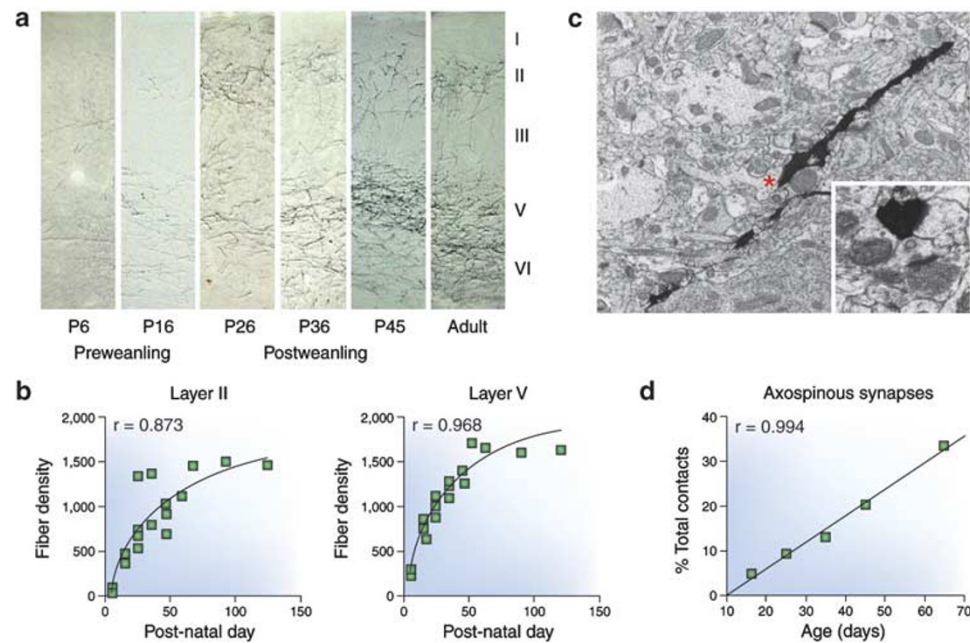 a
I
II
III
V
VI
P6 P16 P26 P36 P45 Adult
Preweanling Postweanling
c
*
b
Layer II
r = 0.873
Fiber density
2,000
1,500
1,000
500
0
0 50 100 150
Post-natal day
Layer V
r = 0.968
Fiber density
2,000
1,500
1,000
500
0
0 50 100 150
Post-natal day
d
Axospinous synapses
r = 0.994
% Total contacts
40
30
20
10
0
10 20 30 40 50 60 70
Age (days)